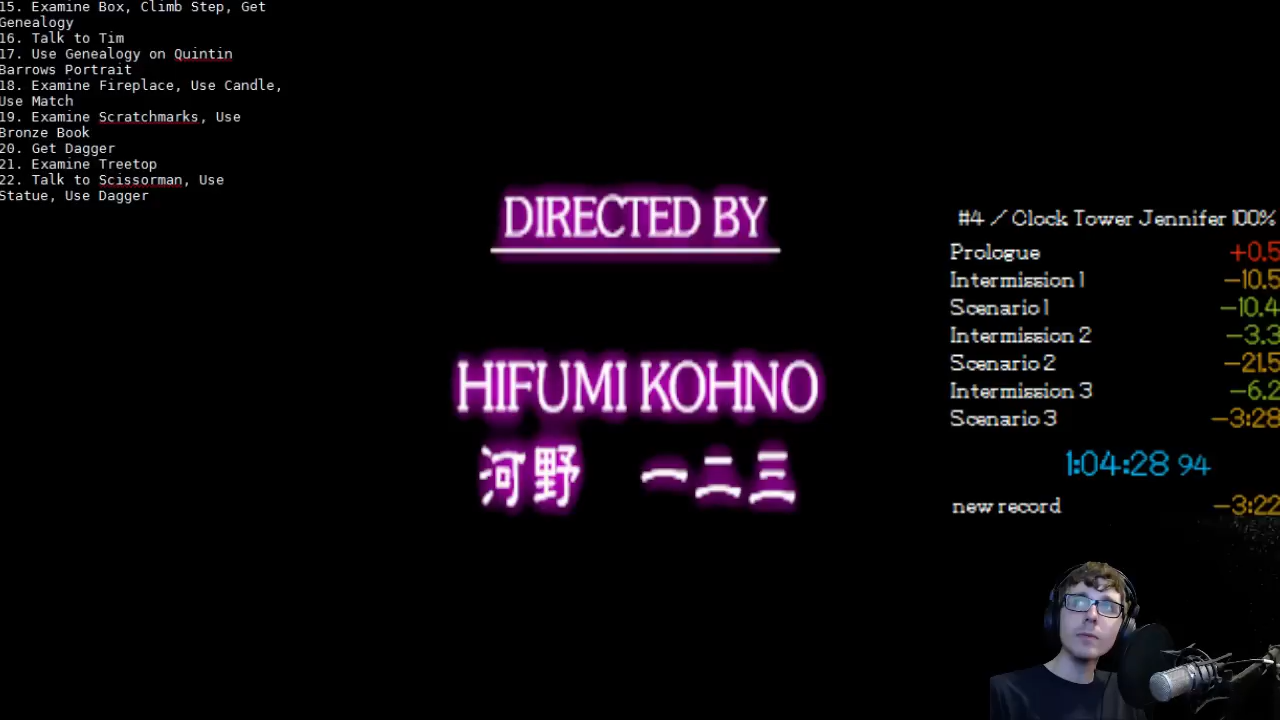 15. Examine Box, Climb Step, Get
Genealogy
16. Talk to Tim
17. Use Genealogy on Quintin
Barrows Portrait
18. Examine Fireplace, Use Candle,
Use Match
19. Examine Scratchmarks, Use
Bronze Book
20. Get Dagger
21. Examine Treetop
22. Talk to Scissorman, Use
Statue, Use Dagger
DIRECTED BY
HIFUMI KOHNO
河野 一二三
#4 / Clock Tower Jennifer 100%
Prologue +0.5
Intermission 1 -10.5
Scenario 1 -10.4
Intermission 2 -3.3
Scenario 2 -21.5
Intermission 3 -6.2
Scenario 3 -3:28
1:04:28 94
new record -3:22